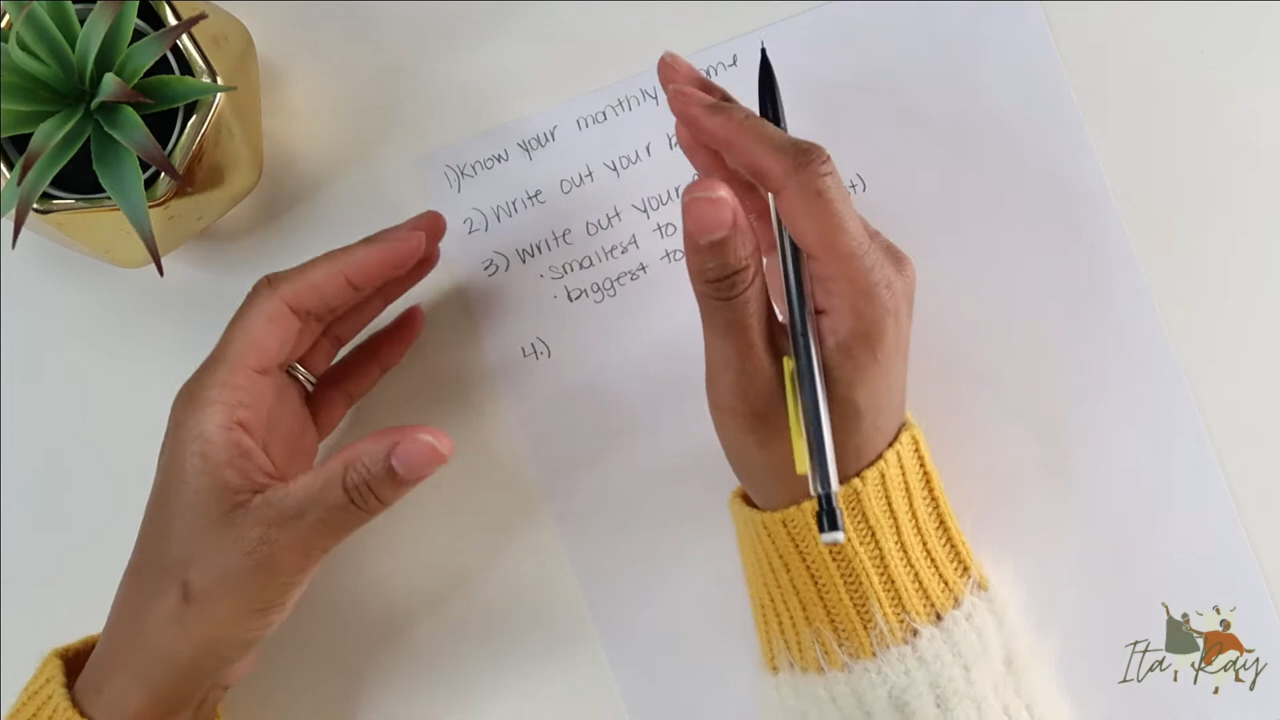 1) Know your monthly
2.) Write out your
3.) Write out your
• smallest to
• biggest to
4.)
Ita Kay